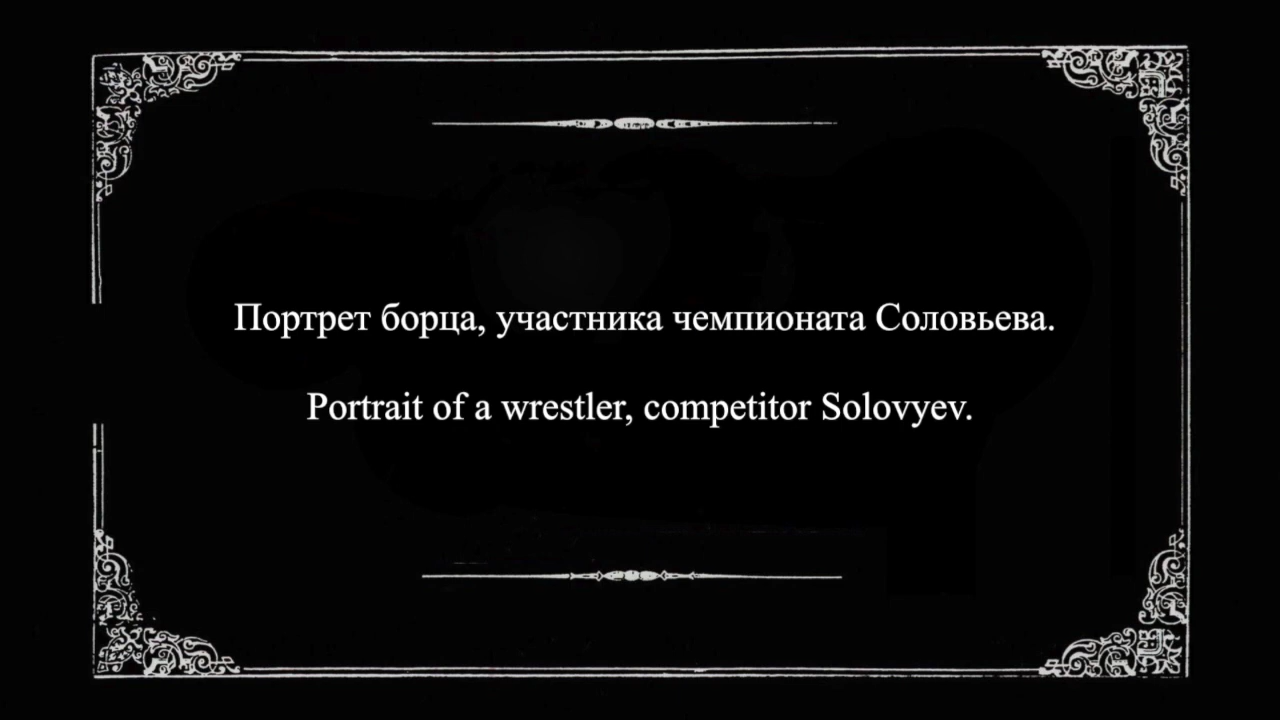 Портрет борца, участника чемпионата Соловьева.
Portrait of a wrestler, competitor Solovyev.